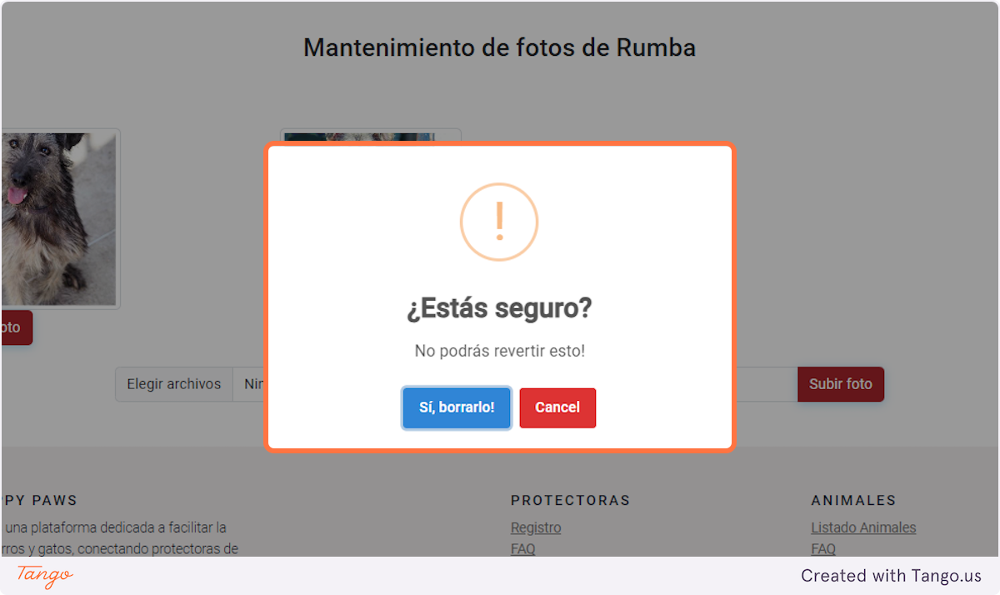 Mantenimiento de fotos de Rumba
!
¿Estás seguro?
No podrás revertir esto!
Sí, borrarlo!
Cancel
oto
Elegir archivos
Nin
Subir foto
PY PAWS
una plataforma dedicada a facilitar la
rros y gatos, conectando protectoras de
PROTECTORAS
Registro
FAQ
ANIMALES
Listado Animales
FAQ
Tango
Created with Tango.us